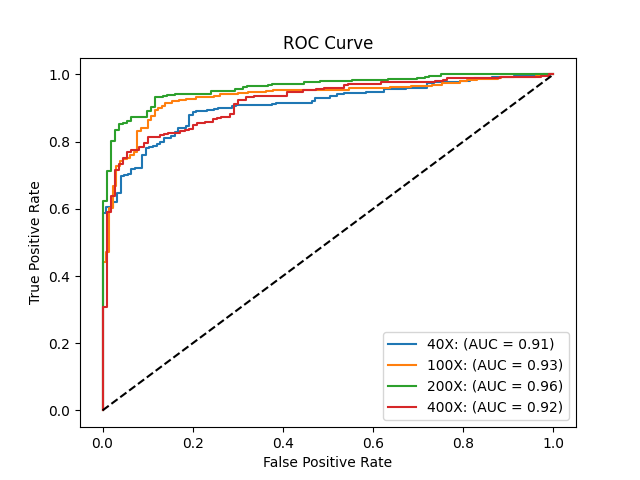 ROC Curve
True Positive Rate
1.0
0.8
0.6
0.4
0.2
0.0
40X: (AUC = 0.91)
100X: (AUC = 0.93)
200X: (AUC = 0.96)
400X: (AUC = 0.92)
0.0 0.2 0.4 0.6 0.8 1.0
False Positive Rate